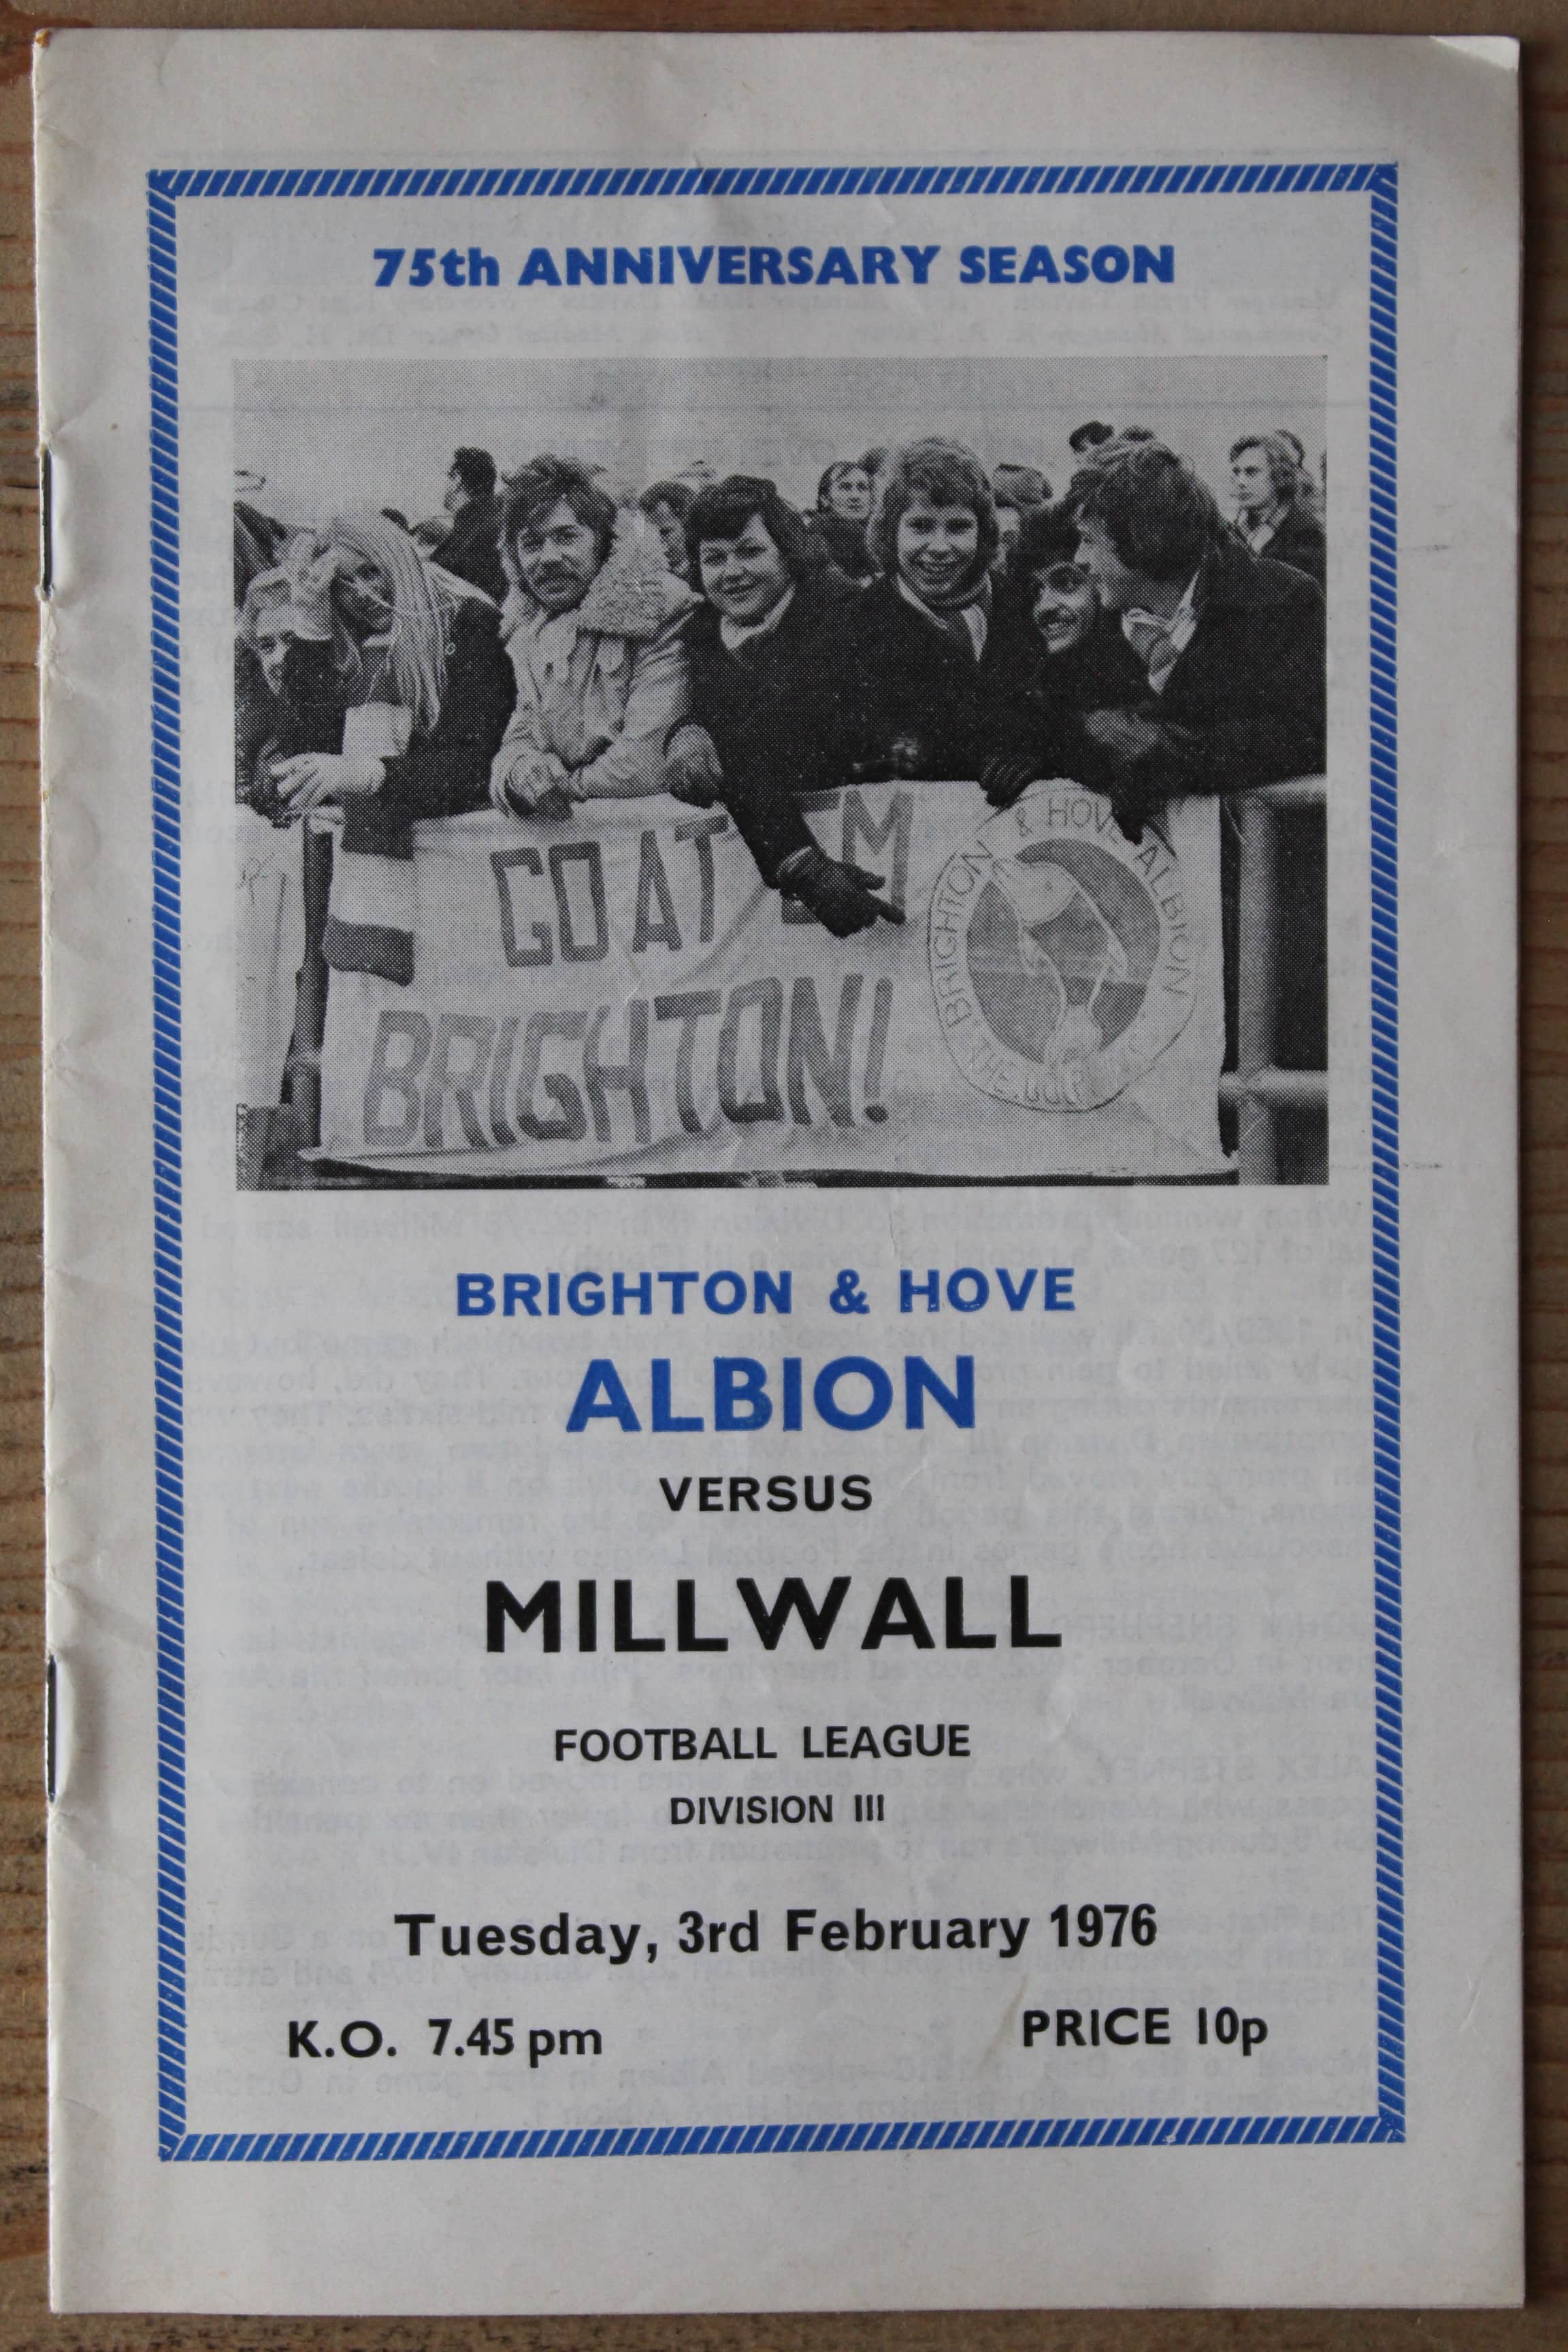 75th ANNIVERSARY SEASON
GO AT EM
BRIGHTON!
BRIGHTON & HOVE ALBION
THE
BRIGHTON & HOVE
ALBION
VERSUS
MILLWALL
FOOTBALL LEAGUE
DIVISION III
Tuesday, 3rd February 1976
K.O. 7.45 pm
PRICE 10p